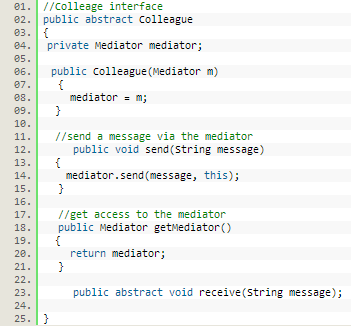 01. //Colleage interface
02. public abstract Colleague
03. {
04. private Mediator mediator;
05.
06. public Colleague(Mediator m)
07. {
08. mediator = m;
09. }
10.
11. //send a message via the mediator
12. public void send(String message)
13. {
14. mediator.send(message, this);
15. }
16.
17. //get access to the mediator
18. public Mediator getMediator()
19. {
20. return mediator;
21. }
22.
23. public abstract void receive(String message);
24.
25. }